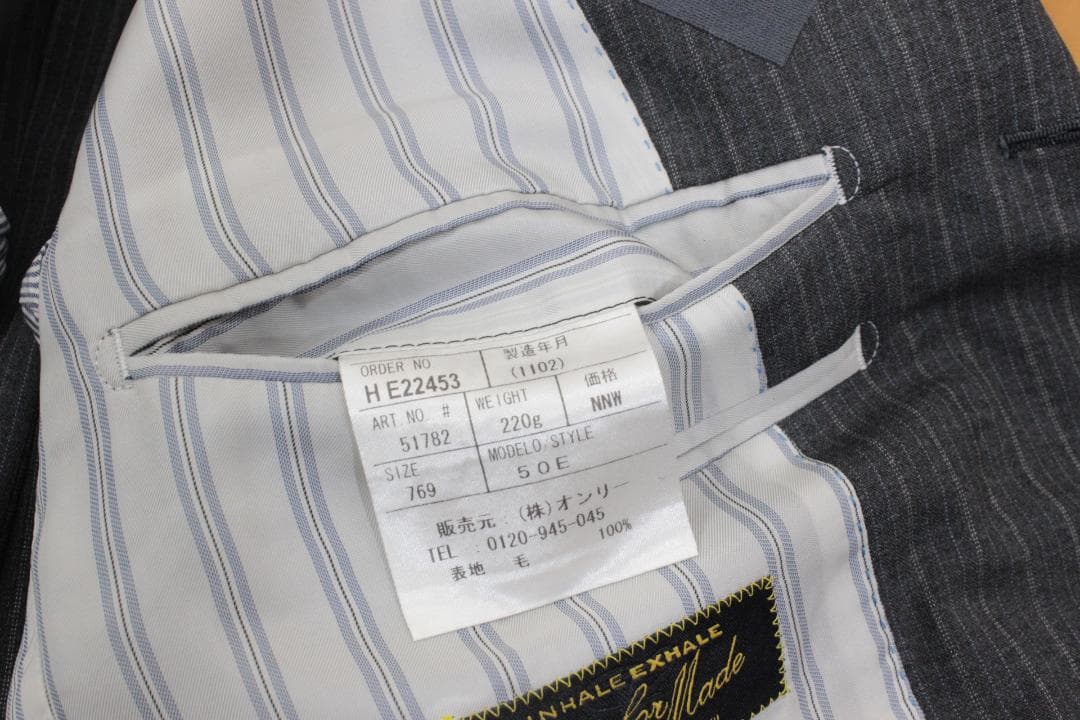 ORDER NO 製造年月
HE22453 (1102)
ART.NO. # WEIGHT 価格
51782 220g NNW
SIZE MODELO/STYLE
769 50E
販売元 : (株)オンリー
TEL : 0120-945-045
表地 毛 100%
INHALE EXHALE
Made